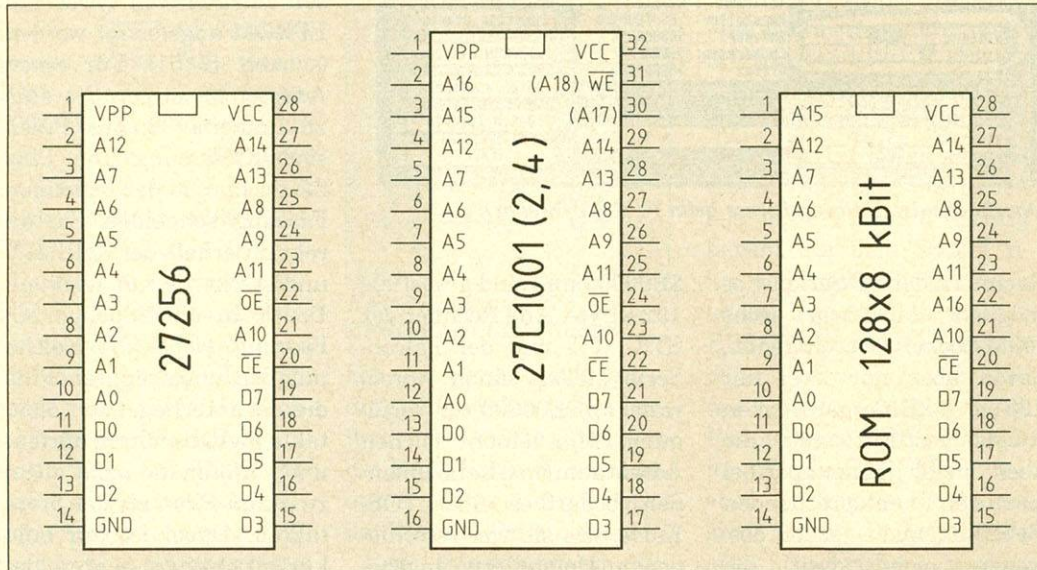 1 VPP VCC 28
2 A12 A14 27
3 A7 A13 26
4 A6 A8 25
5 A5 A9 24
6 A4 A11 23
7 A3 O̅E̅ 22
8 A2 A10 21
9 A1 C̅E̅ 20
10 A0 D7 19
11 D0 D6 18
12 D1 D5 17
13 D2 D4 16
14 GND D3 15
27256
1 VPP VCC 32
2 A16 (A18) W̅E̅ 31
3 A15 (A17) 30
4 A12 A14 29
5 A7 A13 28
6 A6 A8 27
7 A5 A9 26
8 A4 A11 25
9 A3 O̅E̅ 24
10 A2 A10 23
11 A1 C̅E̅ 22
12 A0 D7 21
13 D0 D6 20
14 D1 D5 19
15 D2 D4 18
16 GND D3 17
27C1001 (2,4)
1 A15 VCC 28
2 A12 A14 27
3 A7 A13 26
4 A6 A8 25
5 A5 A9 24
6 A4 A11 23
7 A3 A16 22
8 A2 A10 21
9 A1 C̅E̅ 20
10 A0 D7 19
11 D0 D6 18
12 D1 D5 17
13 D2 D4 16
14 GND D3 15
ROM 128x8 kBit